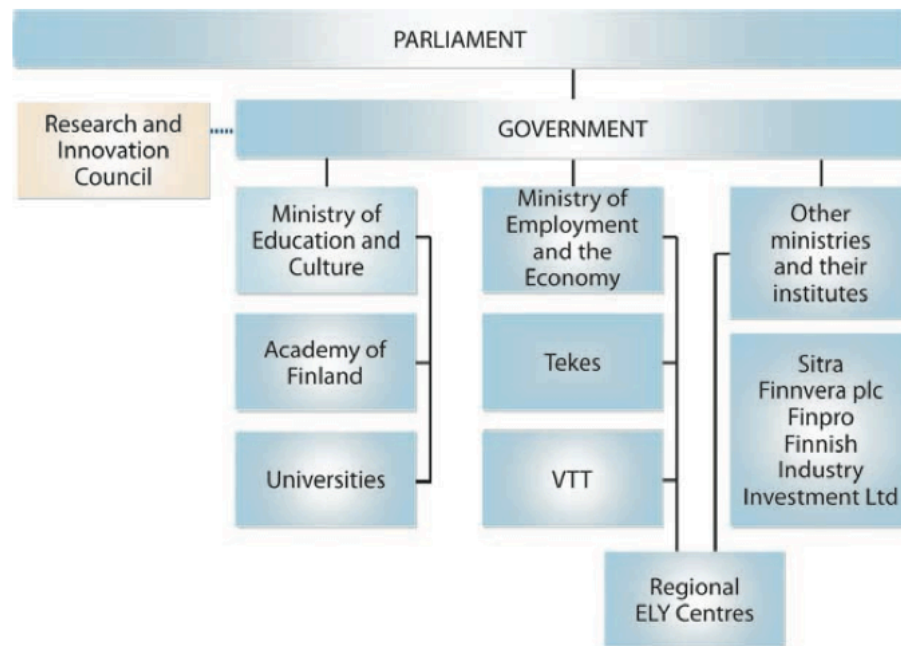 PARLIAMENT
Research and
Innovation
Council
GOVERNMENT
Ministry of
Education and
Culture
Ministry of
Employment
and the
Economy
Other
ministries
and their
institutes
Academy of
Finland
Tekes
Sitra
Finnvera plc
Finpro
Finnish
Industry
Investment Ltd
Universities
VTT
Regional
ELY Centres